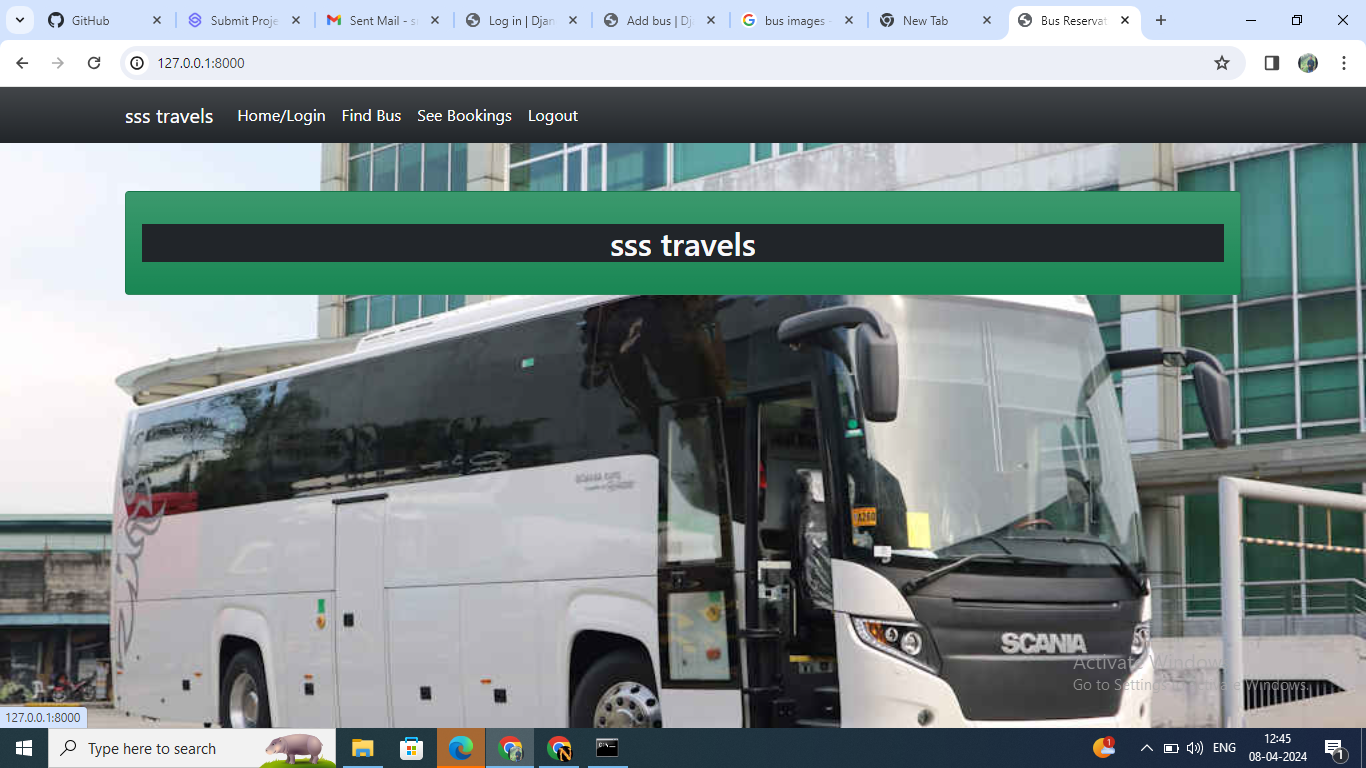 GitHub
Submit Proje
Sent Mail - s
Log in | Djan
Add bus | Dj
bus images
New Tab
Bus Reservat
127.0.0.1:8000
sss travels
Home/Login
Find Bus
See Bookings
Logout
sss travels
A260
SCANIA
Activate Windows
Go to Settings to activate Windows.
127.0.0.1:8000
Type here to search
1
ENG
12:45
08-04-2024
1